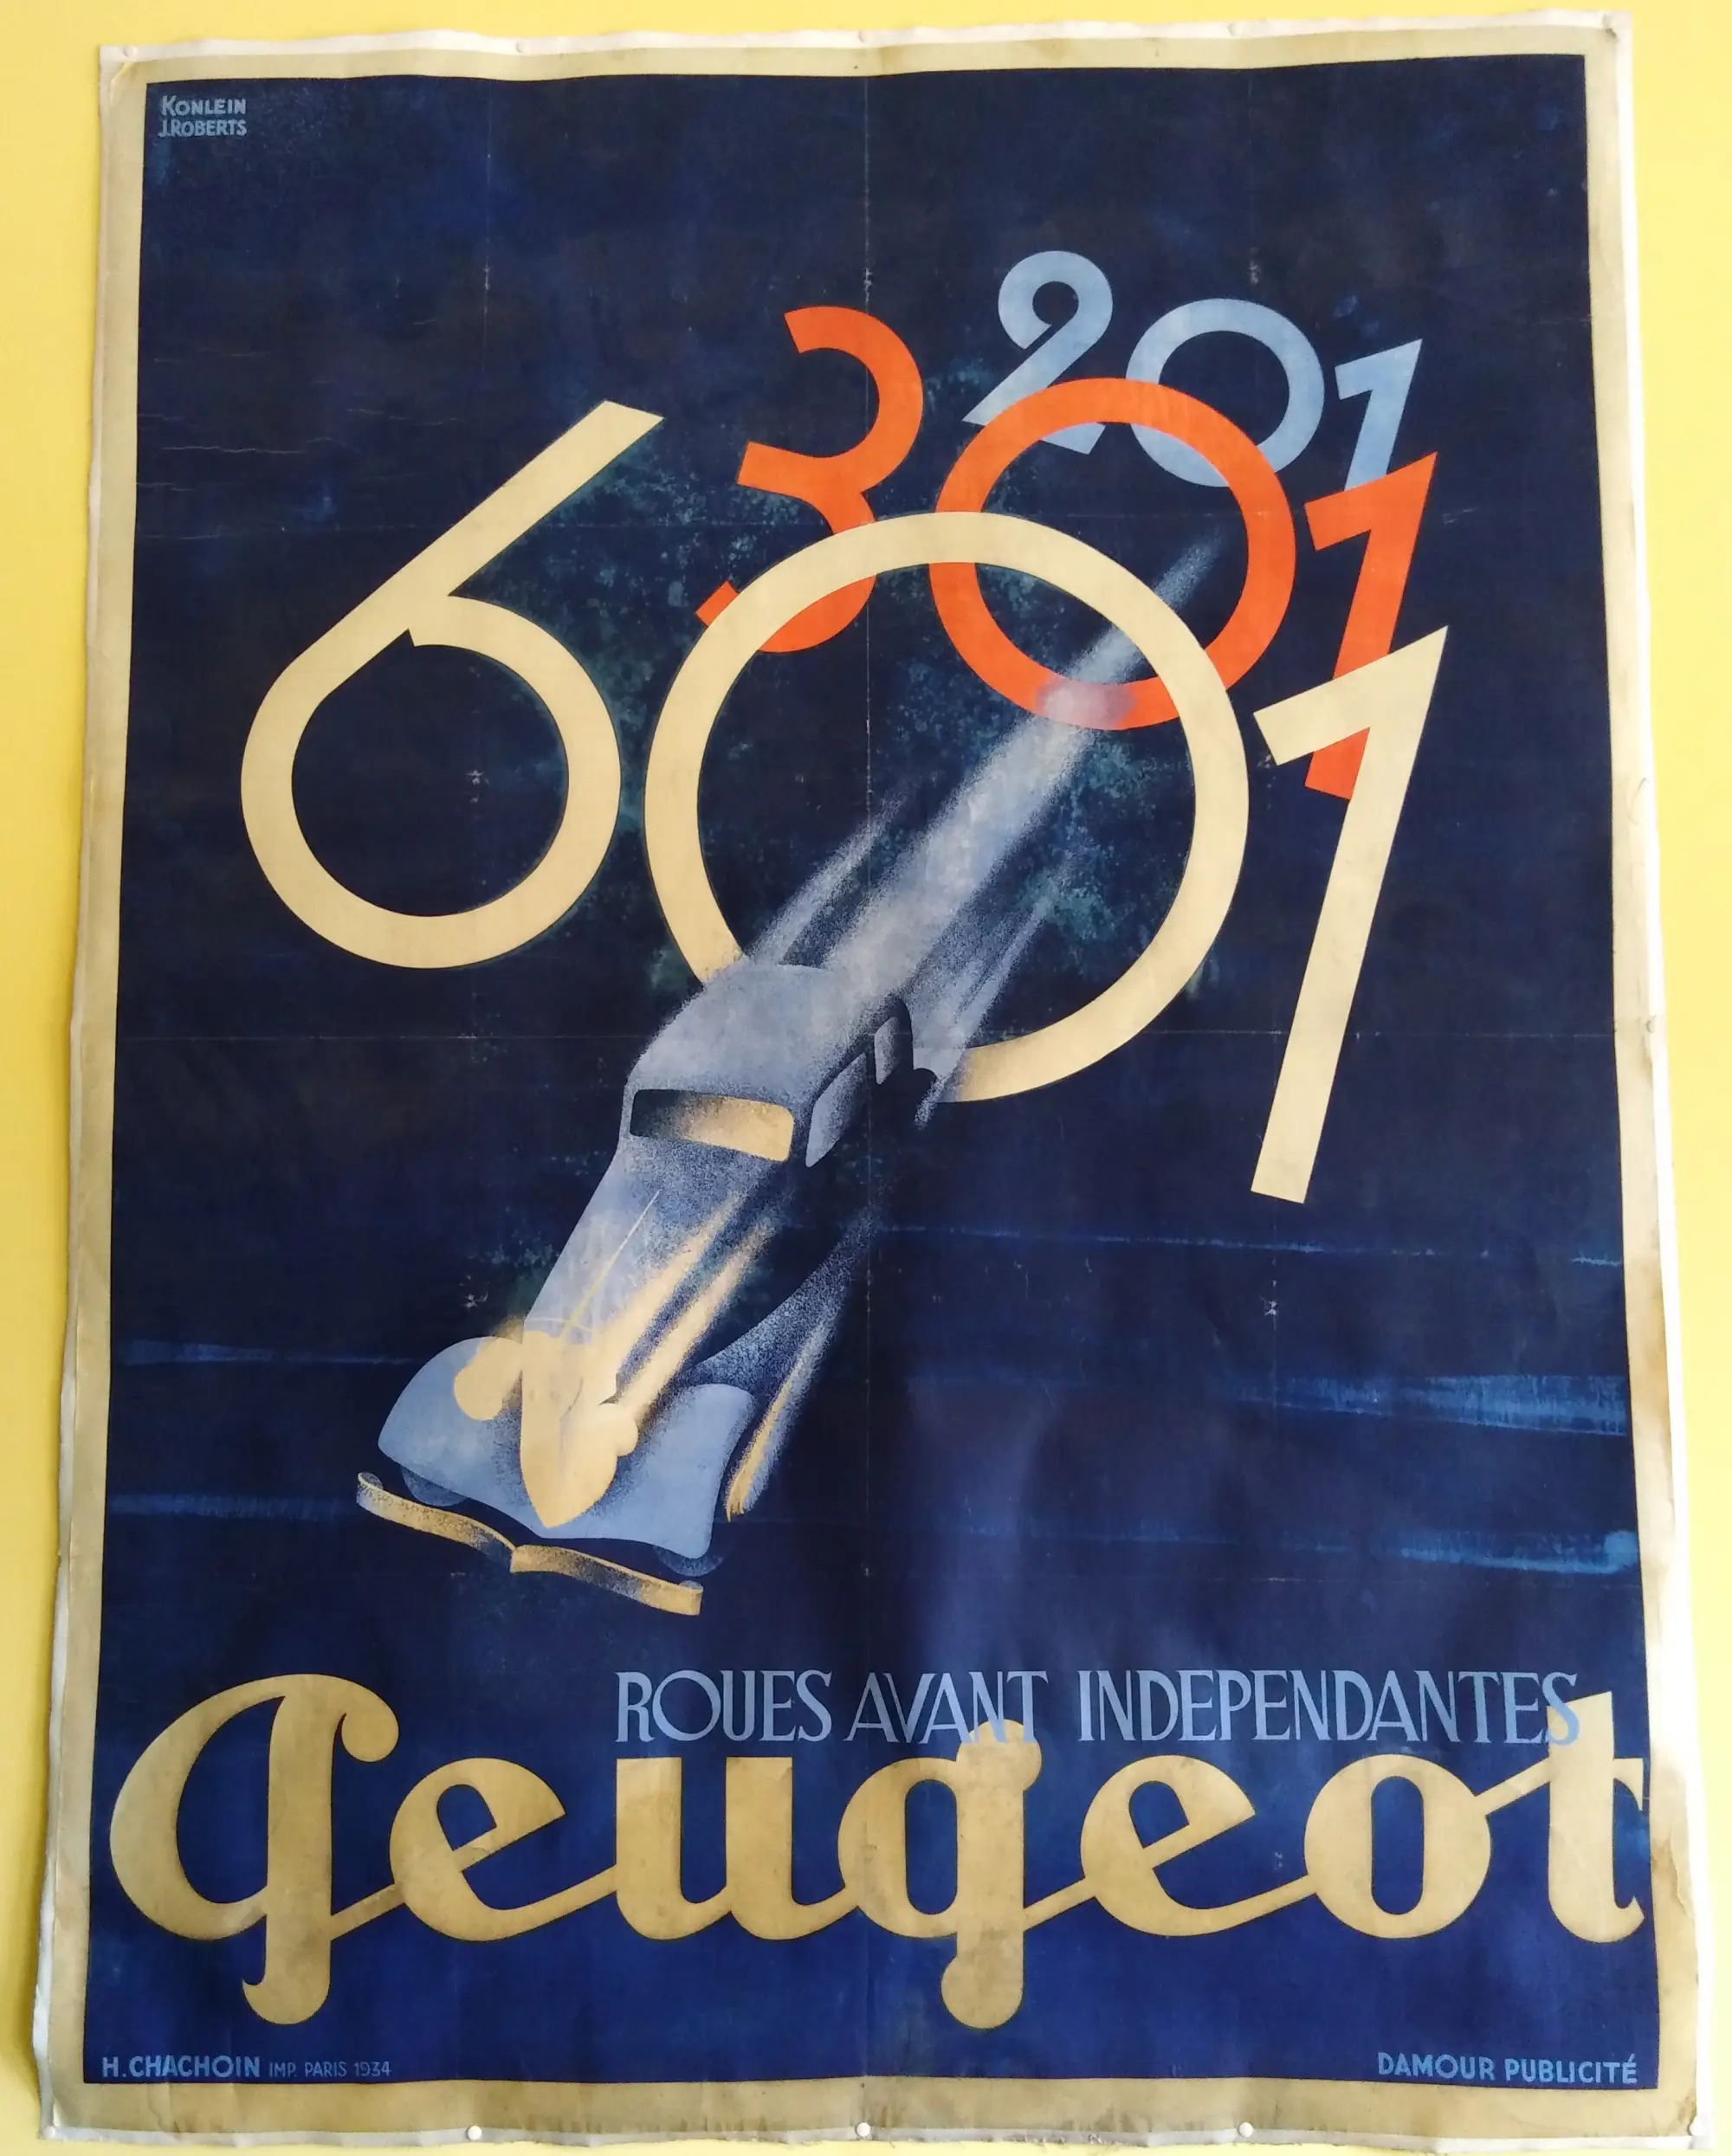 KONLEIN
J.ROBERTS
201
301
601
ROUES AVANT INDEPENDANTES
Peugeot
H.CHACHOIN IMP. PARIS 1934
DAMOUR PUBLICITÉ